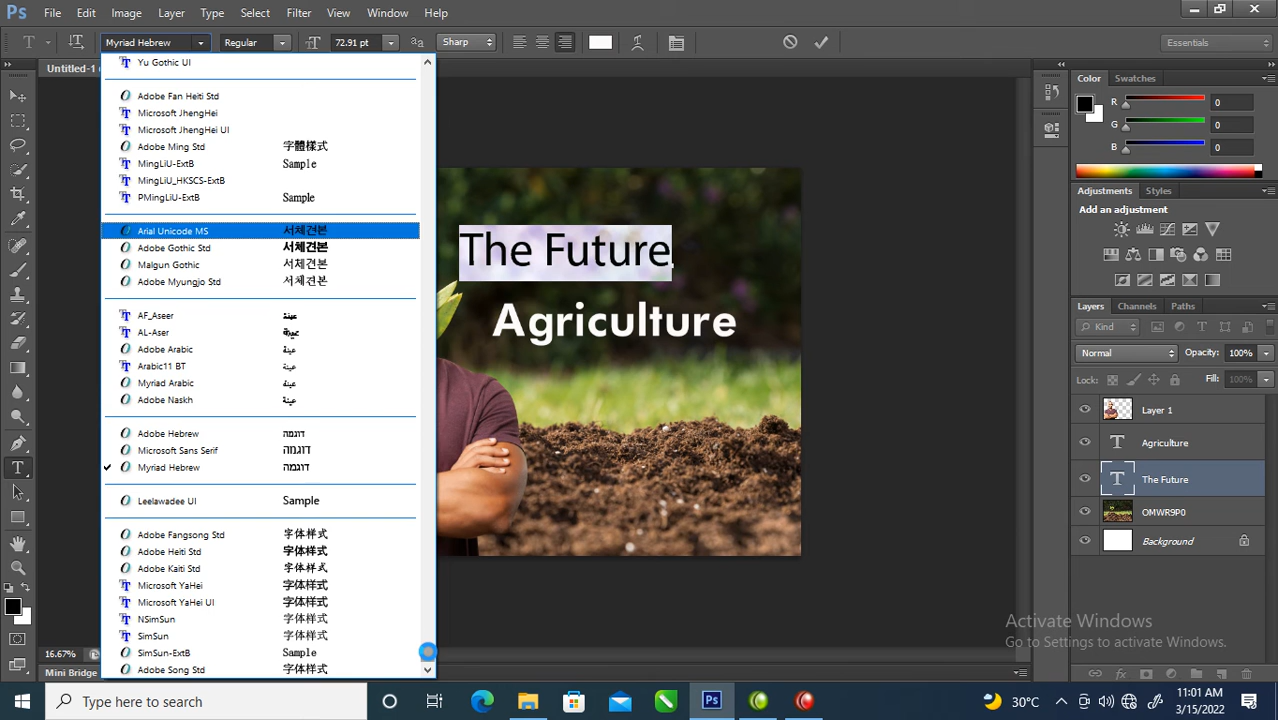 Ps File Edit Image Layer Type Select Filter View Window Help
Myriad Hebrew Regular 72.91 pt aa Sharp Essentials
Untitled-1
Yu Gothic UI
Adobe Fan Heiti Std
Microsoft JhengHei
Microsoft JhengHei UI
Adobe Ming Std 字體樣式
MingLiU-ExtB Sample
MingLiU_HKSCS-ExtB
PMingLiU-ExtB Sample
Arial Unicode MS 서체견본
Adobe Gothic Std 서체견본
Malgun Gothic 서체견본
Adobe Myungjo Std 서체견본
AF_Aseer عينة
AL-Aser عينة
Adobe Arabic عينة
Arabic11 BT عينة
Myriad Arabic عينة
Adobe Naskh عينة
Adobe Hebrew דוגמה
Microsoft Sans Serif דוגמה
Myriad Hebrew דוגמה
Leelawadee UI Sample
Adobe Fangsong Std 字体样式
Adobe Heiti Std 字体样式
Adobe Kaiti Std 字体样式
Microsoft YaHei 字体样式
Microsoft YaHei UI 字体样式
NSimSun 字体样式
SimSun 字体样式
SimSun-ExtB Sample
Adobe Song Std 字体样式
The Future
Agriculture
Color Swatches
R 0
G 0
B 0
Adjustments Styles
Add an adjustment
Layers Channels Paths
Kind
Normal Opacity: 100%
Lock: Fill: 100%
Layer 1
Agriculture
The Future
OMWR9P0
Background
Activate Windows
Go to Settings to activate Windows.
16.67%
Mini Bridge
Type here to search
Ps
30°C
11:01 AM
3/15/2022